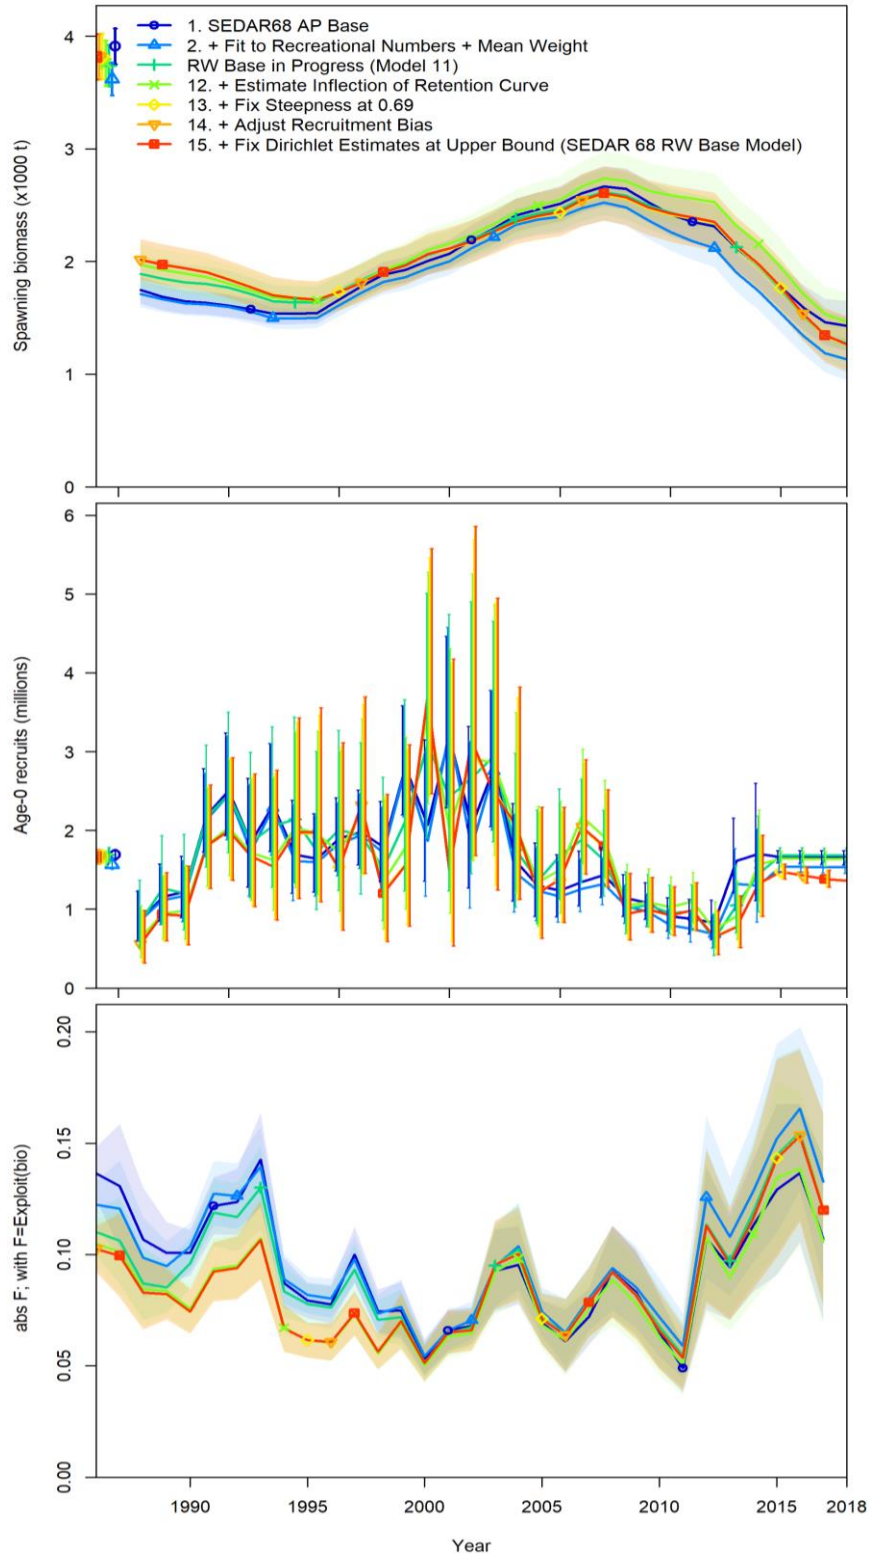 1. SEDAR68 AP Base
2. + Fit to Recreational Numbers + Mean Weight
RW Base in Progress (Model 11)
12. + Estimate Inflection of Retention Curve
13. + Fix Steepness at 0.69
14. + Adjust Recruitment Bias
15. + Fix Dirichlet Estimates at Upper Bound (SEDAR 68 RW Base Model)
Spawning biomass (x1000 t)
4
3
2
1
0
Age-0 recruits (millions)
6
5
4
3
2
1
0
abs F; with F=Exploit(bio)
0.20
0.15
0.10
0.05
0.00
1990 1995 2000 2005 2010 2015 2018
Year